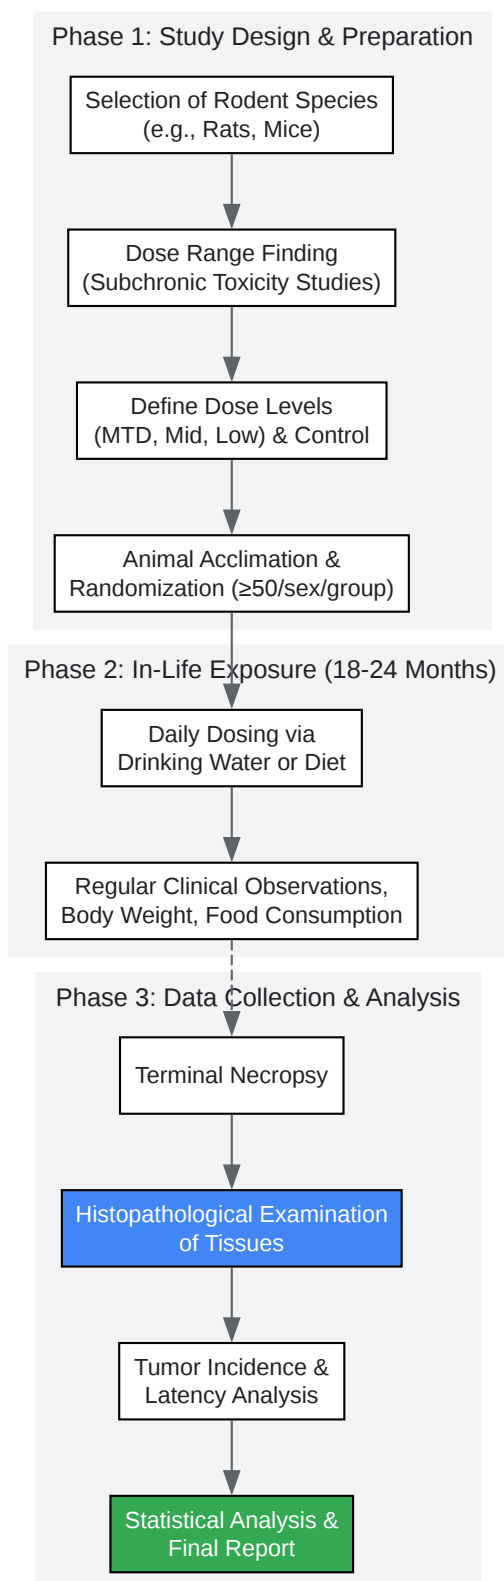 Phase 1: Study Design & Preparation
Selection of Rodent Species
(e.g., Rats, Mice)
Dose Range Finding
(Subchronic Toxicity Studies)
Define Dose Levels
(MTD, Mid, Low) & Control
Animal Acclimation &
Randomization (≥50/sex/group)
Phase 2: In-Life Exposure (18-24 Months)
Daily Dosing via
Drinking Water or Diet
Regular Clinical Observations,
Body Weight, Food Consumption
Phase 3: Data Collection & Analysis
Terminal Necropsy
Histopathological Examination
of Tissues
Tumor Incidence &
Latency Analysis
Statistical Analysis &
Final Report